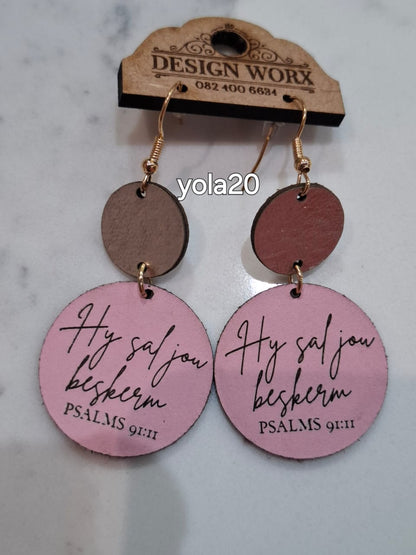 DESIGN WORX
082 400 6634
yola20
Hy sal jou
beskerm
PSALMS 91:11
Hy sal jou
beskerm
PSALMS 91:11